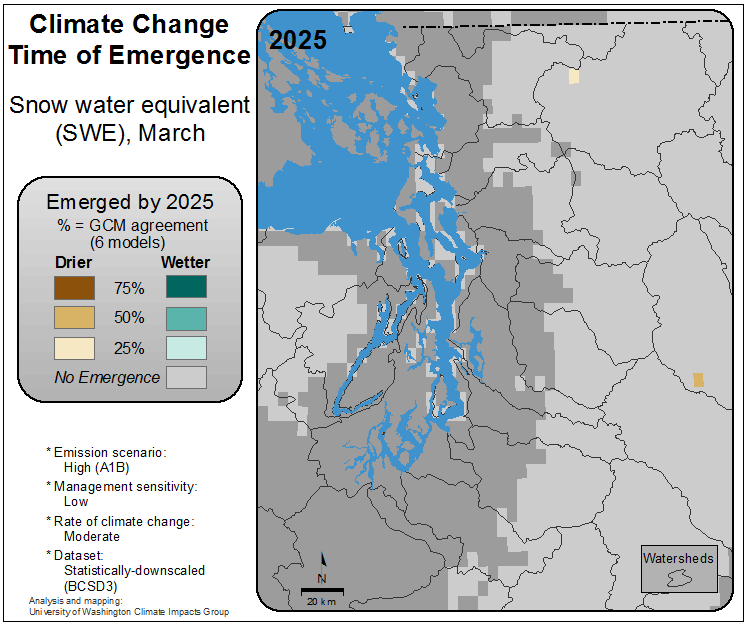 Climate Change
Time of Emergence
Snow water equivalent
(SWE), March
Emerged by 2025
% = GCM agreement
(6 models)
Drier
Wetter
75%
50%
25%
No Emergence
* Emission scenario:
High (A1B)
* Management sensitivity:
Low
* Rate of climate change:
Moderate
* Dataset:
Statistically-downscaled
(BCSD3)
Analysis and mapping:
University of Washington Climate Impacts Group
2025
N
20 km
Watersheds